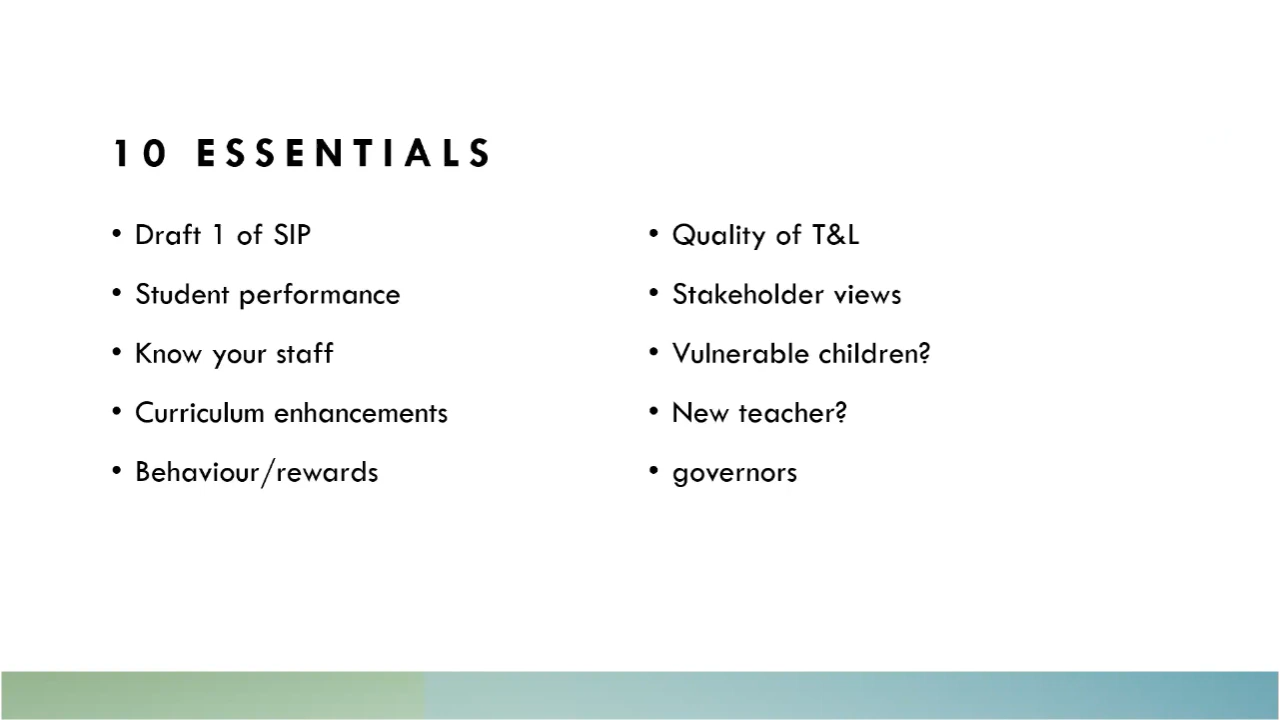 10 ESSENTIALS
• Draft 1 of SIP
• Student performance
• Know your staff
• Curriculum enhancements
• Behaviour/rewards
• Quality of T&L
• Stakeholder views
• Vulnerable children?
• New teacher?
• governors